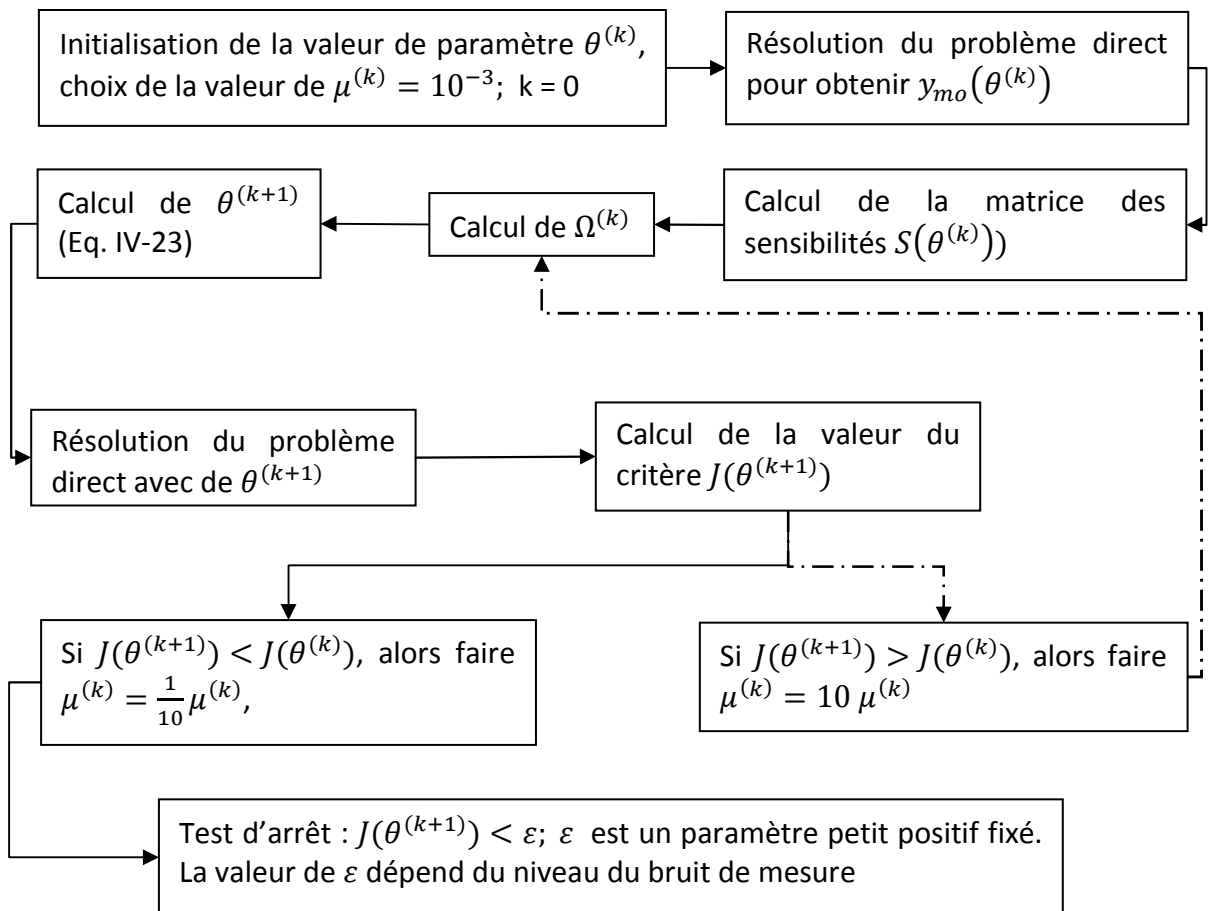 Initialisation de la valeur de paramètre θ^(k),
choix de la valeur de μ^(k) = 10^−3; k = 0
Résolution du problème direct
pour obtenir y_mo(θ^(k))
Calcul de la matrice des
sensibilités S(θ^(k)))
Calcul de Ω^(k)
Calcul de θ^(k+1)
(Eq. IV-23)
Résolution du problème
direct avec de θ^(k+1)
Calcul de la valeur du
critère J(θ^(k+1))
Si J(θ^(k+1)) < J(θ^(k)), alors faire
μ^(k) = 1/10 μ^(k),
Si J(θ^(k+1)) > J(θ^(k)), alors faire
μ^(k) = 10 μ^(k)
Test d’arrêt : J(θ^(k+1)) < ε; ε est un paramètre petit positif fixé.
La valeur de ε dépend du niveau du bruit de mesure